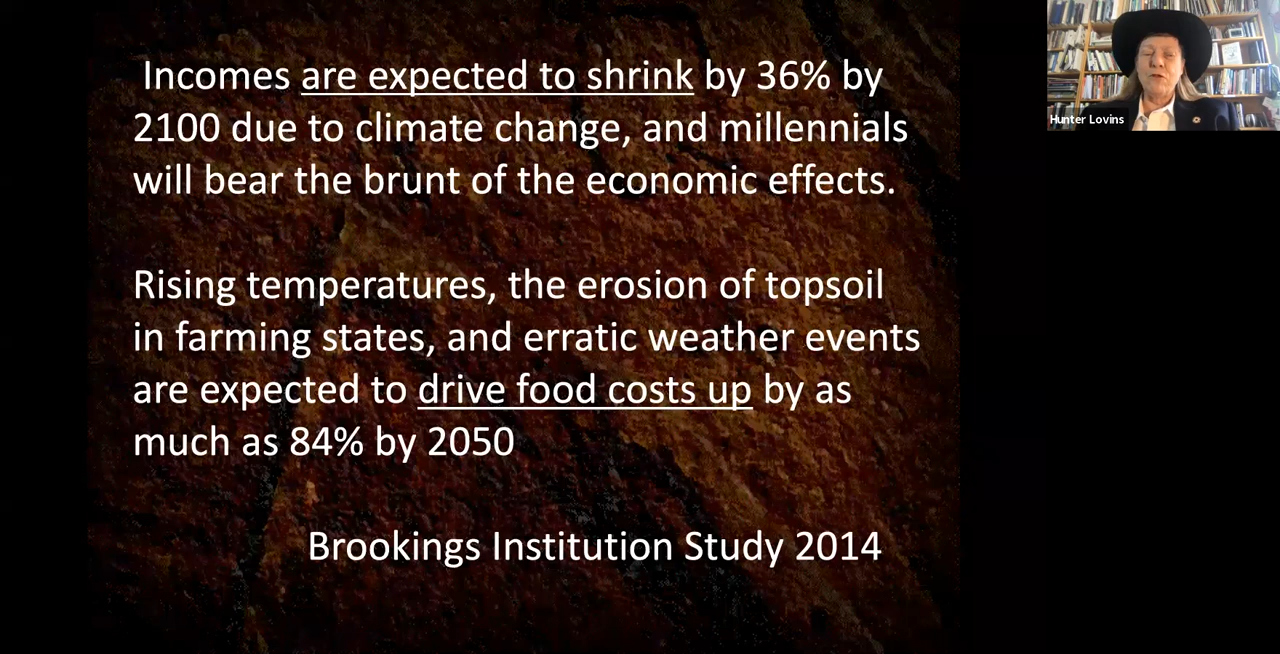 Incomes are expected to shrink by 36% by
2100 due to climate change, and millennials
will bear the brunt of the economic effects.
Rising temperatures, the erosion of topsoil
in farming states, and erratic weather events
are expected to drive food costs up by as
much as 84% by 2050
Brookings Institution Study 2014
Hunter Lovins